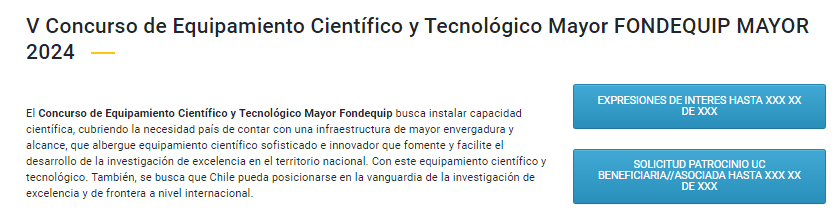 V Concurso de Equipamiento Científico y Tecnológico Mayor FONDEQUIP MAYOR
2024
El Concurso de Equipamiento Científico y Tecnológico Mayor Fondequip busca instalar capacidad
científica, cubriendo la necesidad país de contar con una infraestructura de mayor envergadura y
alcance, que albergue equipamiento científico sofisticado e innovador que fomente y facilite el
desarrollo de la investigación de excelencia en el territorio nacional. Con este equipamiento científico y
tecnológico. También, se busca que Chile pueda posicionarse en la vanguardia de la investigación de
excelencia y de frontera a nivel internacional.
EXPRESIONES DE INTERES HASTA XXX XX
DE XXX
SOLICITUD PATROCINIO UC
BENEFICIARIA//ASOCIADA HASTA XXX XX
DE XXX